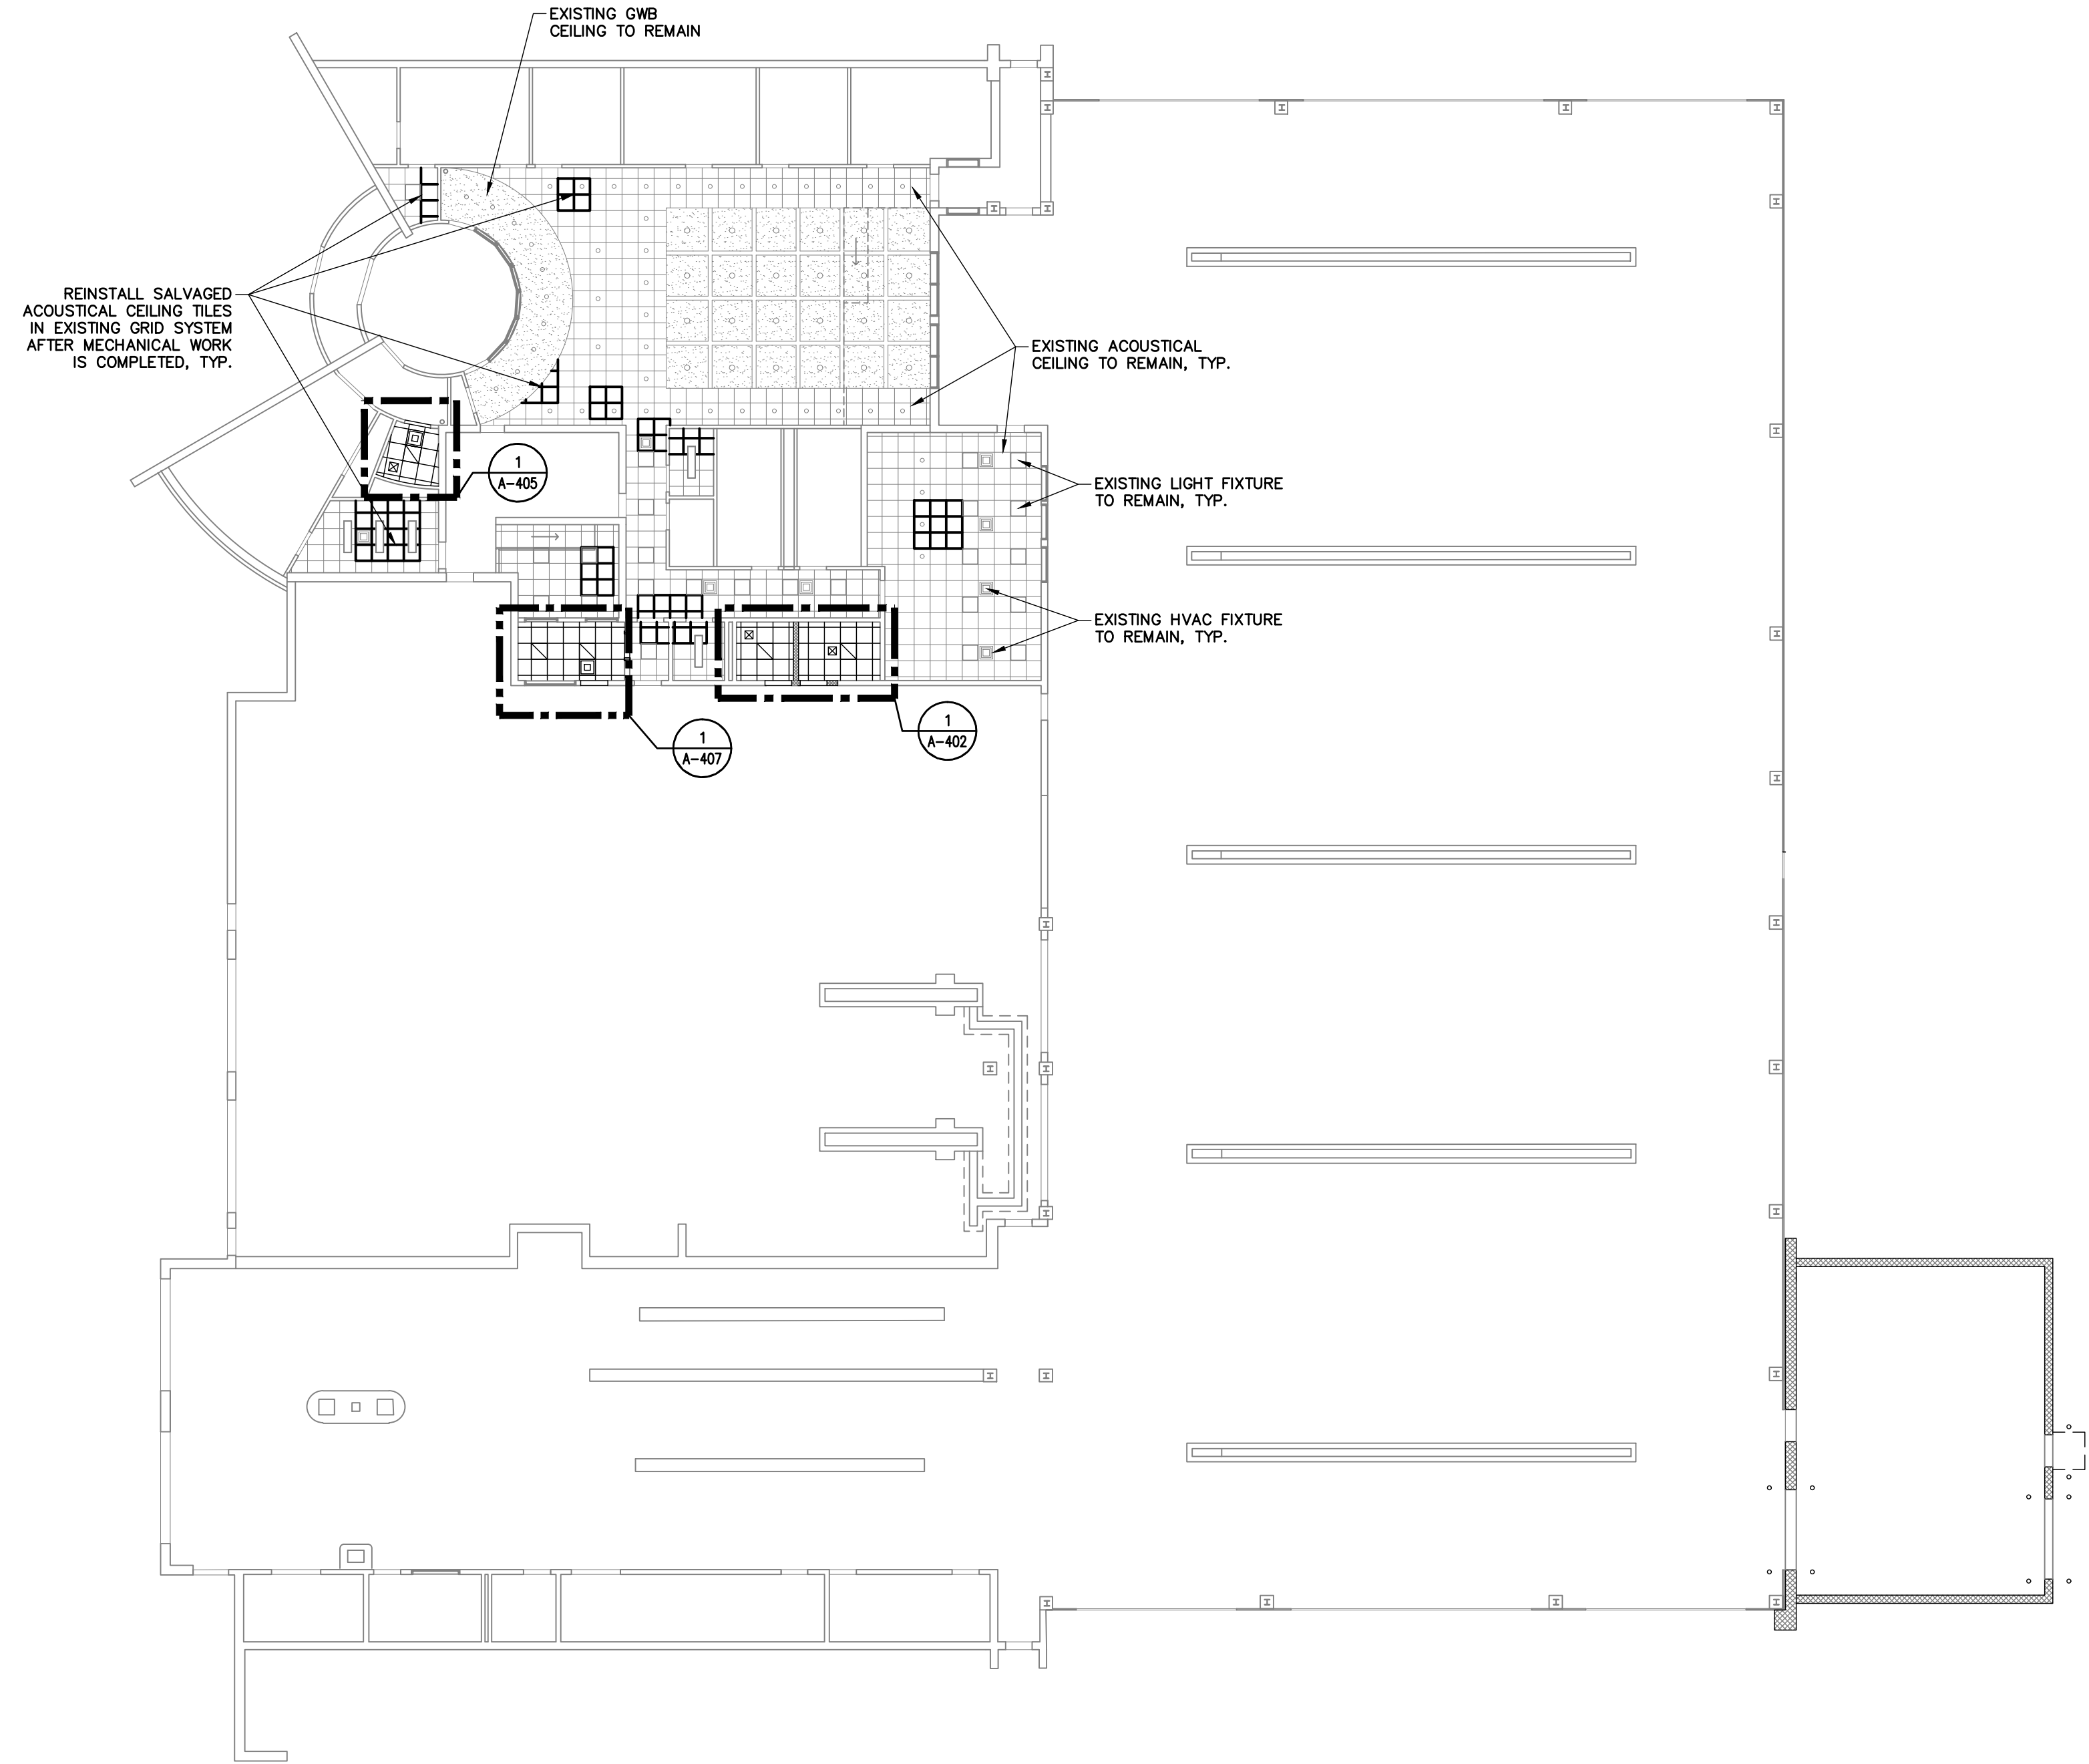 EXISTING GWB
CEILING TO REMAIN
REINSTALL SALVAGED
ACOUSTICAL CEILING TILES
IN EXISTING GRID SYSTEM
AFTER MECHANICAL WORK
IS COMPLETED, TYP.
EXISTING ACOUSTICAL
CEILING TO REMAIN, TYP.
1
A-405
EXISTING LIGHT FIXTURE
TO REMAIN, TYP.
EXISTING HVAC FIXTURE
TO REMAIN, TYP.
1
A-407
1
A-402